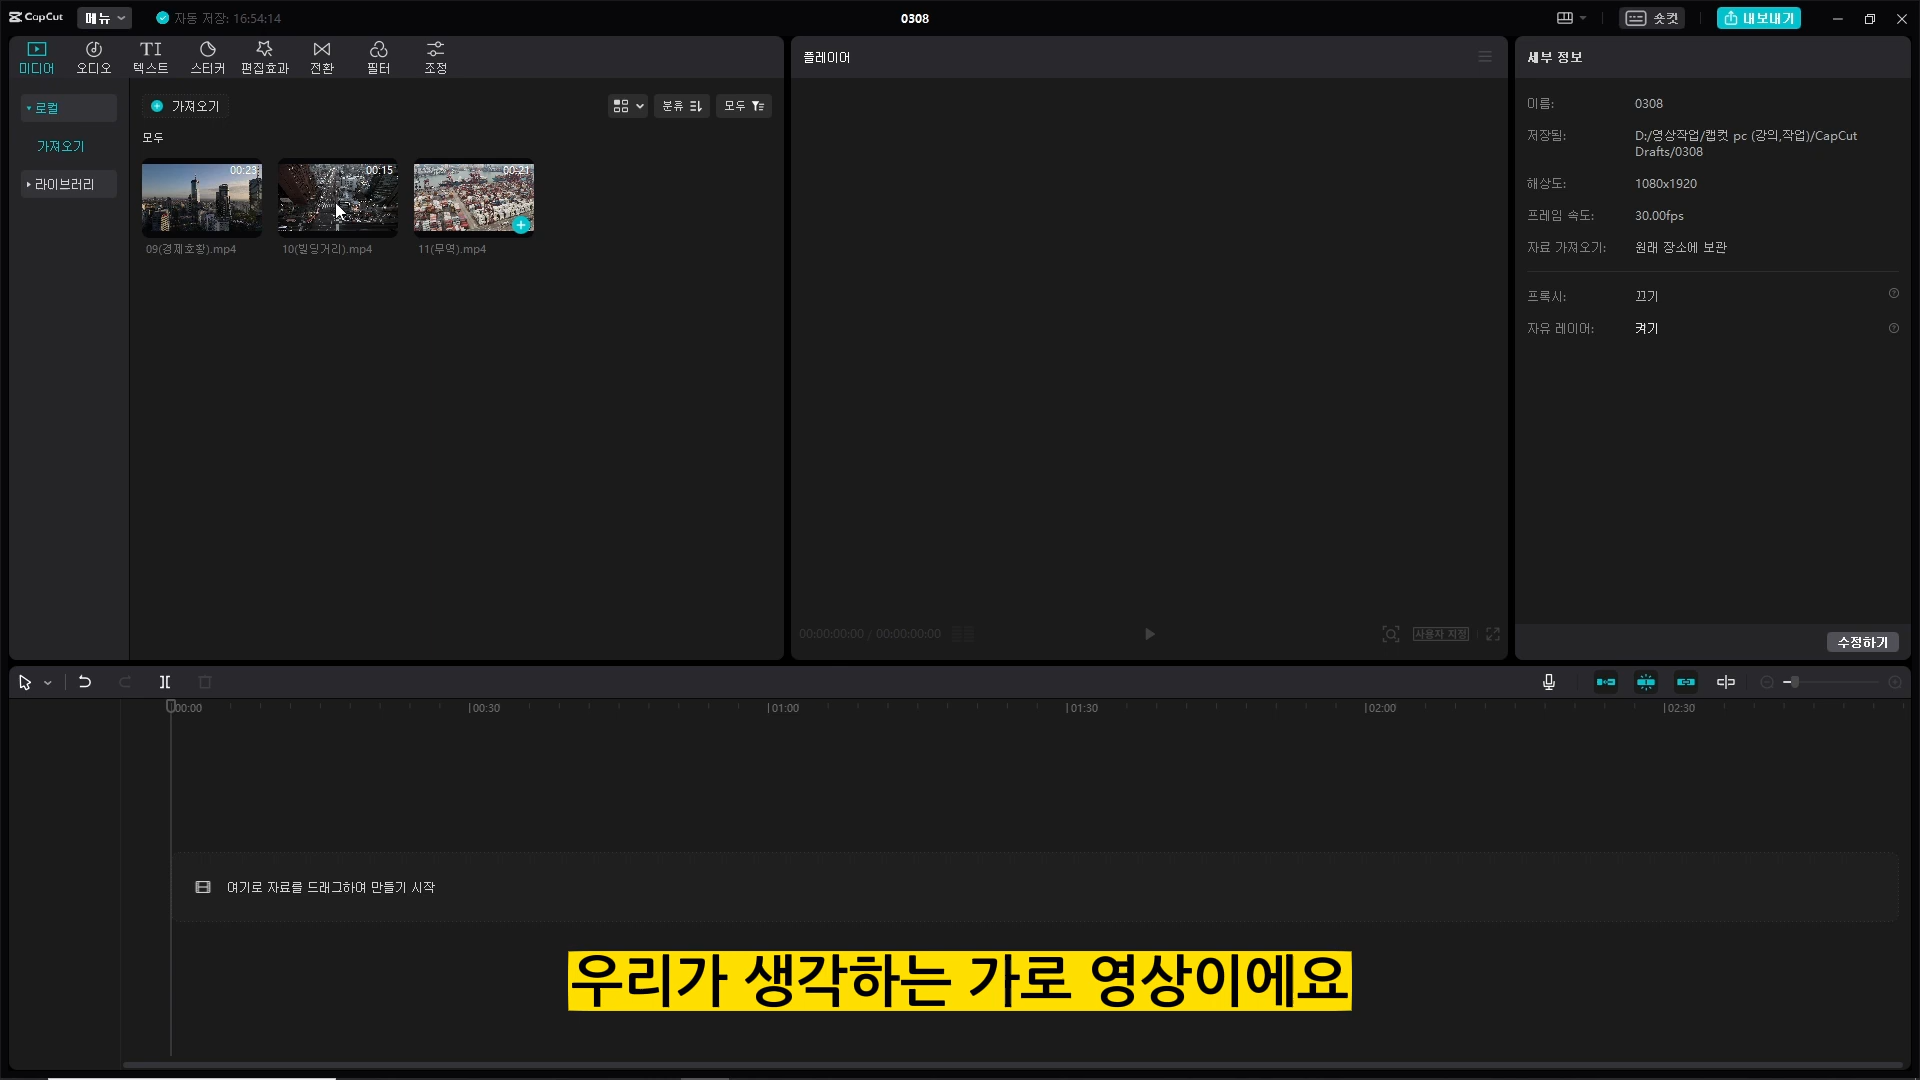 CapCut
메뉴
자동 저장: 16:54:14
0308
숏컷
내보내기
미디어
오디오
텍스트
스티커
편집효과
전환
필터
조정
로컬
가져오기
라이브러리
가져오기
분류
모두
모두
00:23
00:15
00:21
09(경제호황).mp4
10(빌딩거리).mp4
11(무역).mp4
플레이어
00:00:00:00 / 00:00:00:00
사용자 지정
세부 정보
이름: 0308
저장됨: D:/영상작업/캡컷 pc (강의,작업)/CapCut
Drafts/0308
해상도: 1080x1920
프레임 속도: 30.00fps
자료 가져오기: 원래 장소에 보관
프록시: 끄기
자유 레이어: 켜기
수정하기
00:00
00:30
01:00
01:30
02:00
02:30
여기로 자료를 드래그하여 만들기 시작
우리가 생각하는 가로 영상이에요